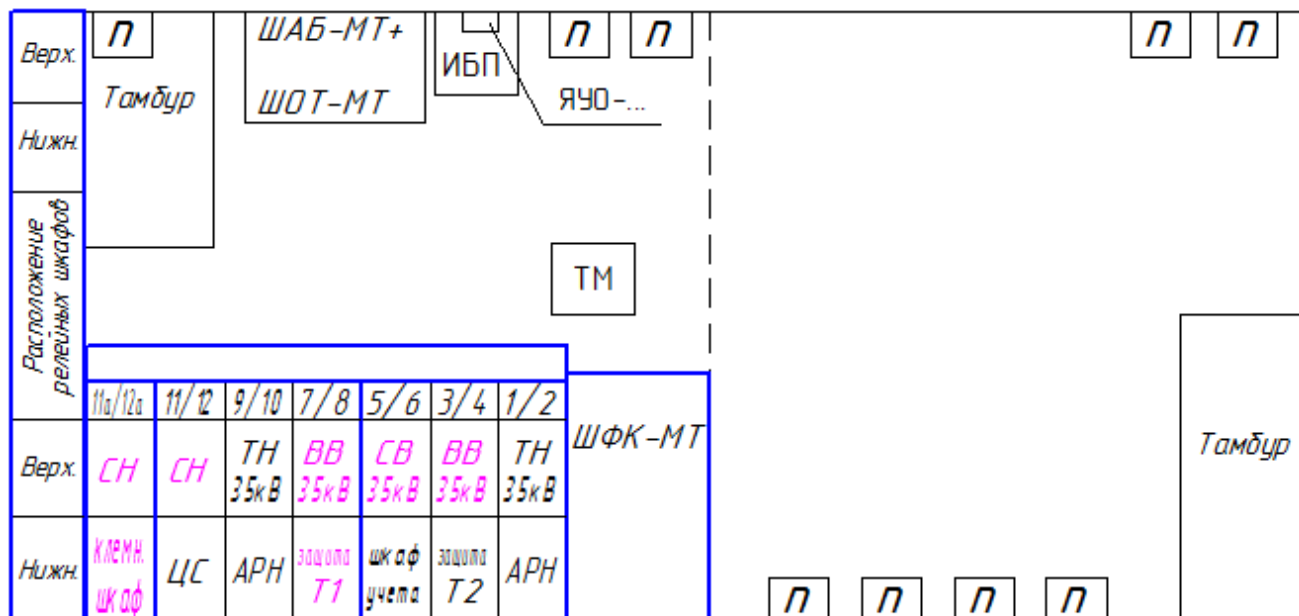 Верх.
П
ШАБ-МТ+
ШОТ-МТ
ИБП
П
П
ЯУО-...
П
П
Тамбур
Нижн.
Расположение
релейных шкафов
ТМ
11а/12а
11/12
9/10
7/8
5/6
3/4
1/2
ШФК-МТ
Тамбур
Верх.
СН
СН
ТН
35кВ
ВВ
35кВ
СВ
35кВ
ВВ
35кВ
ТН
35кВ
Нижн.
клемн.
шкаф
ЦС
АРН
защита
Т1
шкаф
учета
защита
Т2
АРН
П
П
П
П